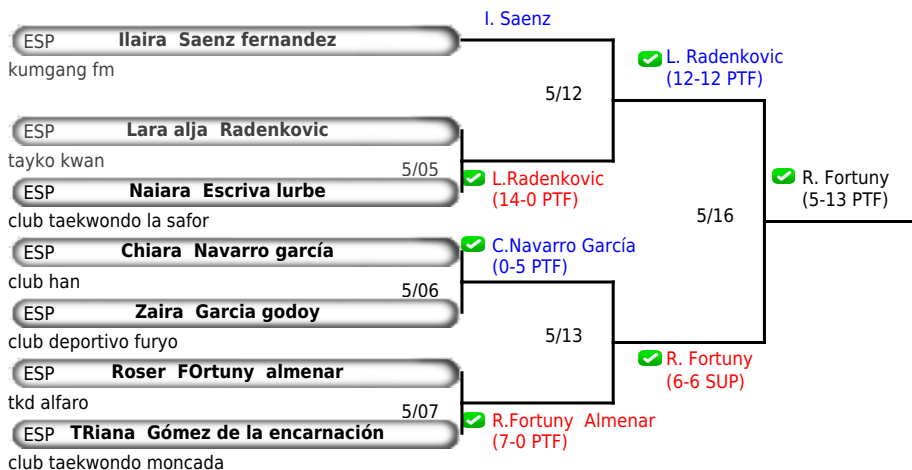 I. Saenz
ESP Ilaira Saenz fernandez
kumgang fm
L. Radenkovic
(12-12 PTF)
5/12
ESP Lara alja Radenkovic
tayko kwan
5/05
L.Radenkovic
(14-0 PTF)
R. Fortuny
(5-13 PTF)
ESP Naiara Escriva lurbe
club taekwondo la safor
5/16
ESP Chiara Navarro garcía
C.Navarro García
(0-5 PTF)
club han
5/06
ESP Zaira Garcia godoy
club deportivo furyo
5/13
ESP Roser FOrtuny almenar
R. Fortuny
(6-6 SUP)
tkd alfaro
5/07
R.Fortuny Almenar
(7-0 PTF)
ESP TRiana Gómez de la encarnación
club taekwondo moncada